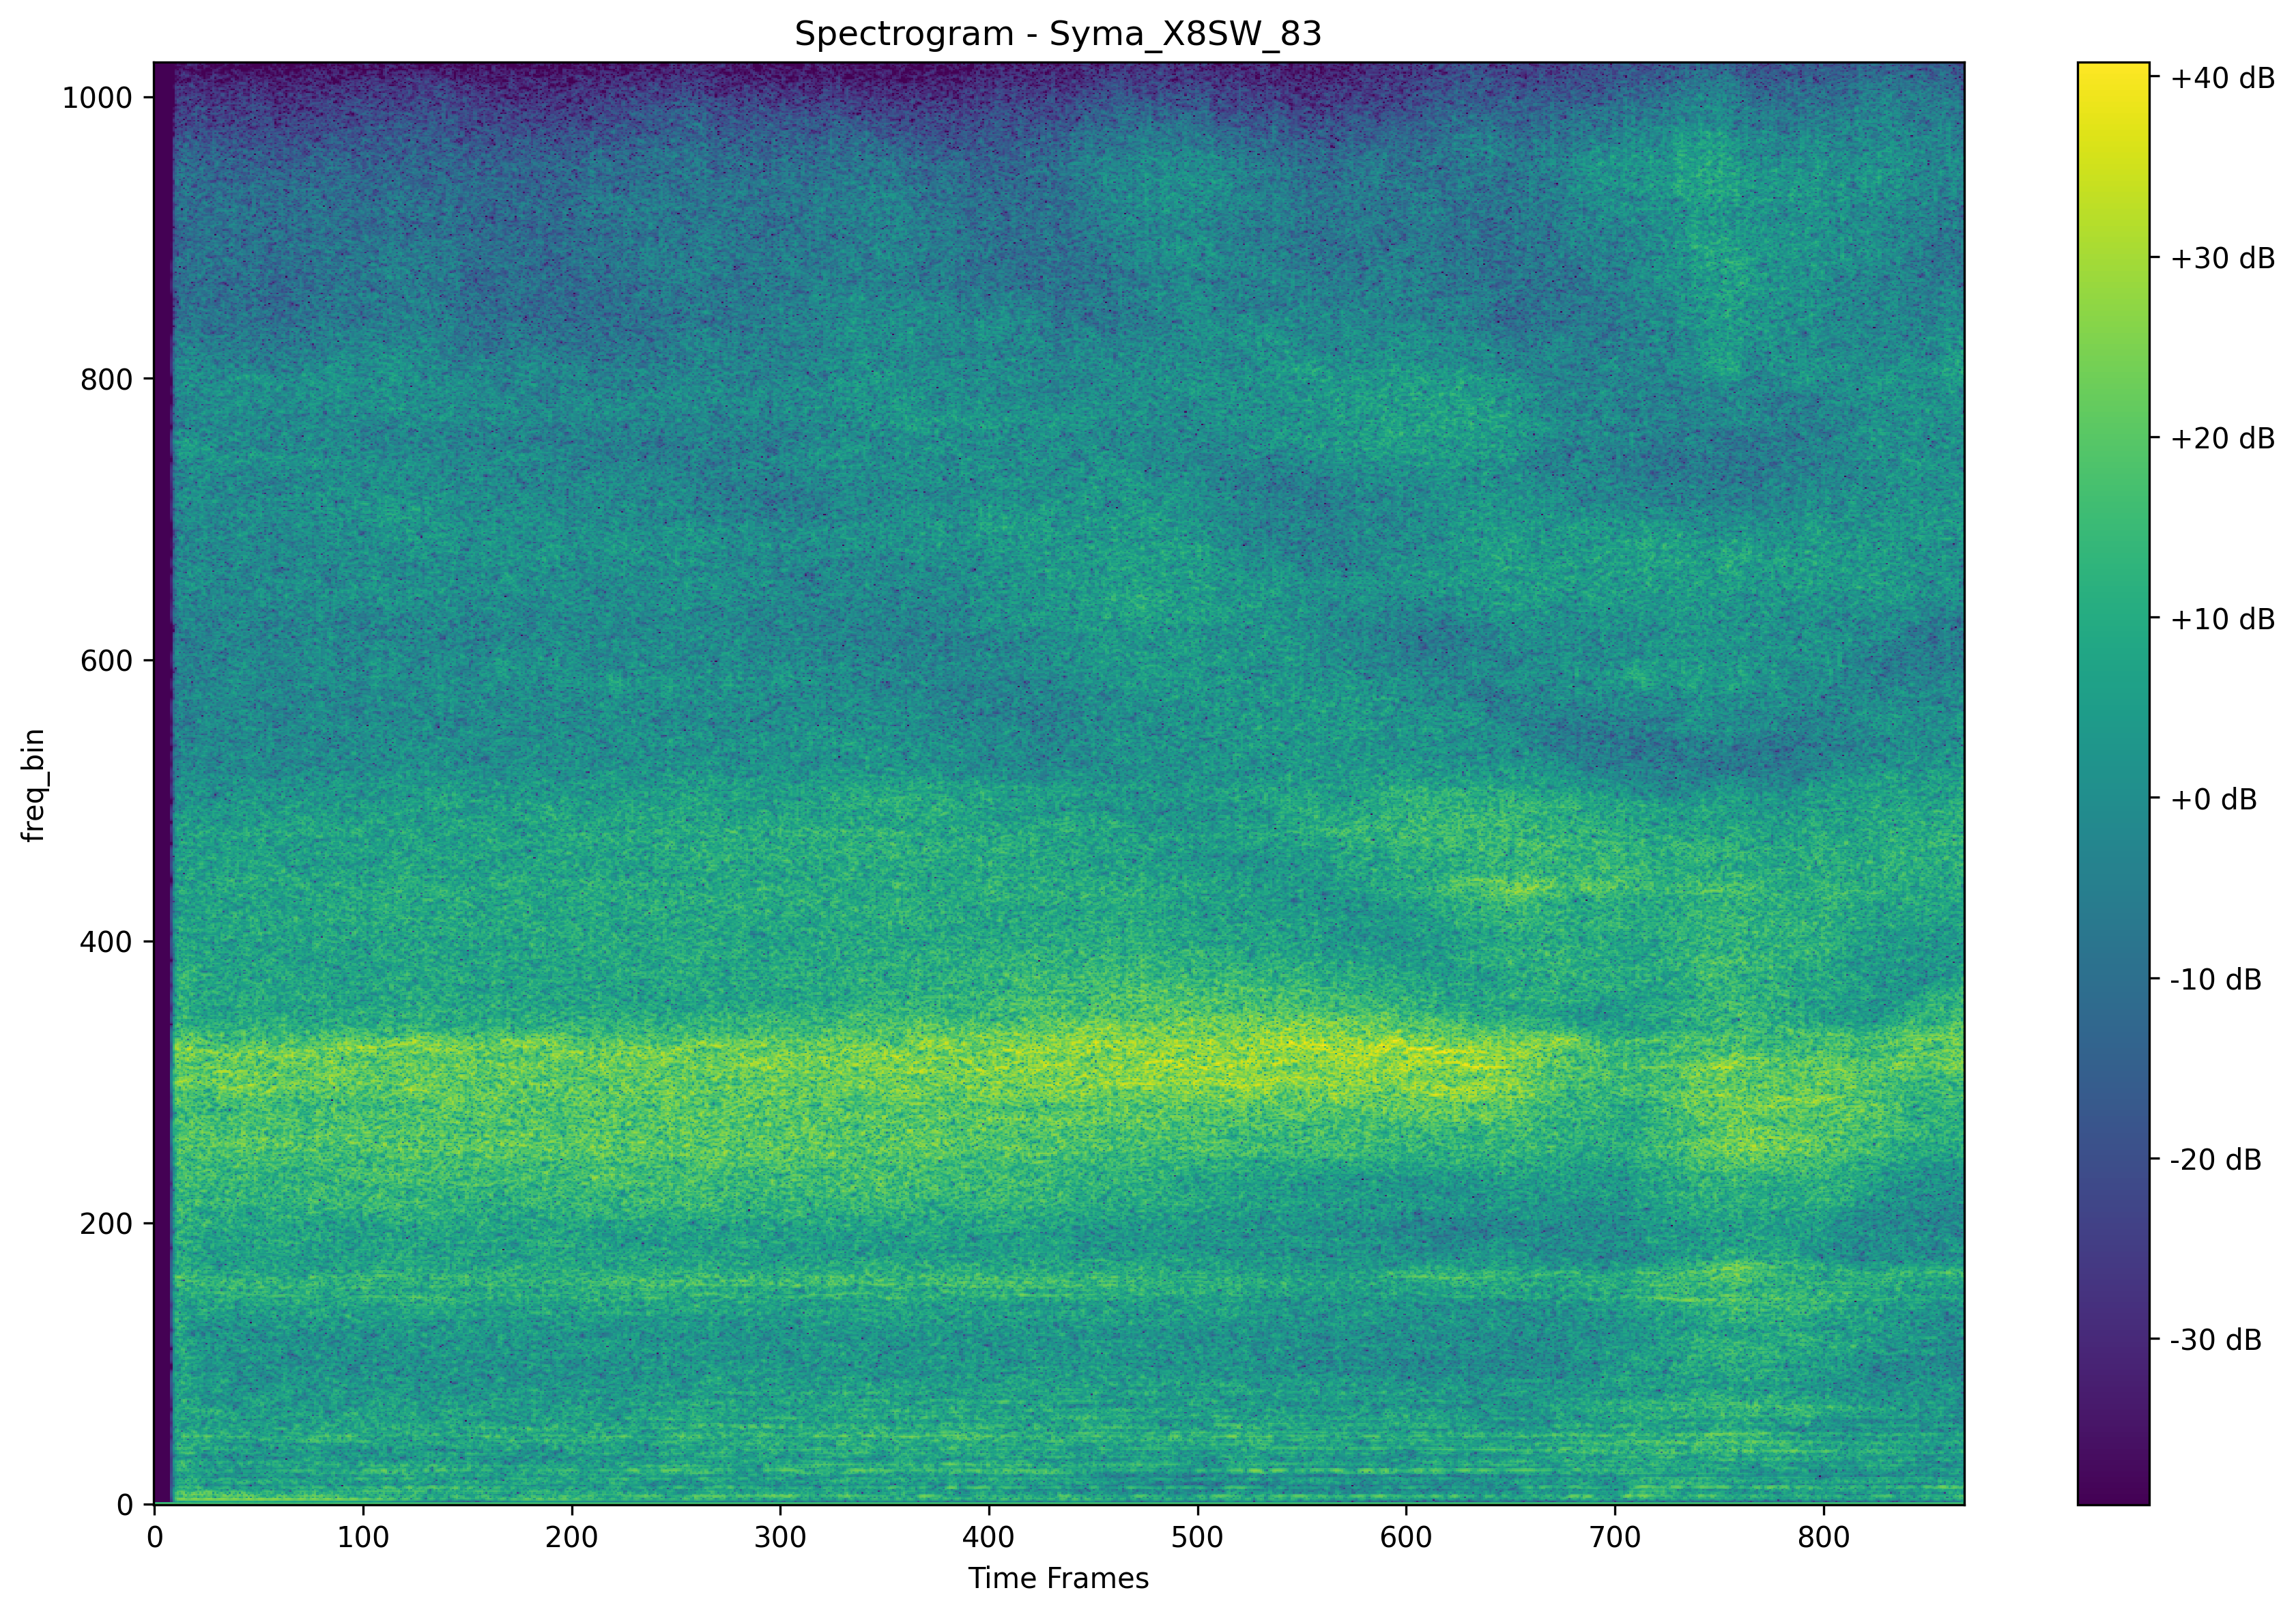 Spectrogram - Syma_X8SW_83
freq_bin
1000
800
600
400
200
0
0 100 200 300 400 500 600 700 800
Time Frames
+40 dB
+30 dB
+20 dB
+10 dB
+0 dB
-10 dB
-20 dB
-30 dB